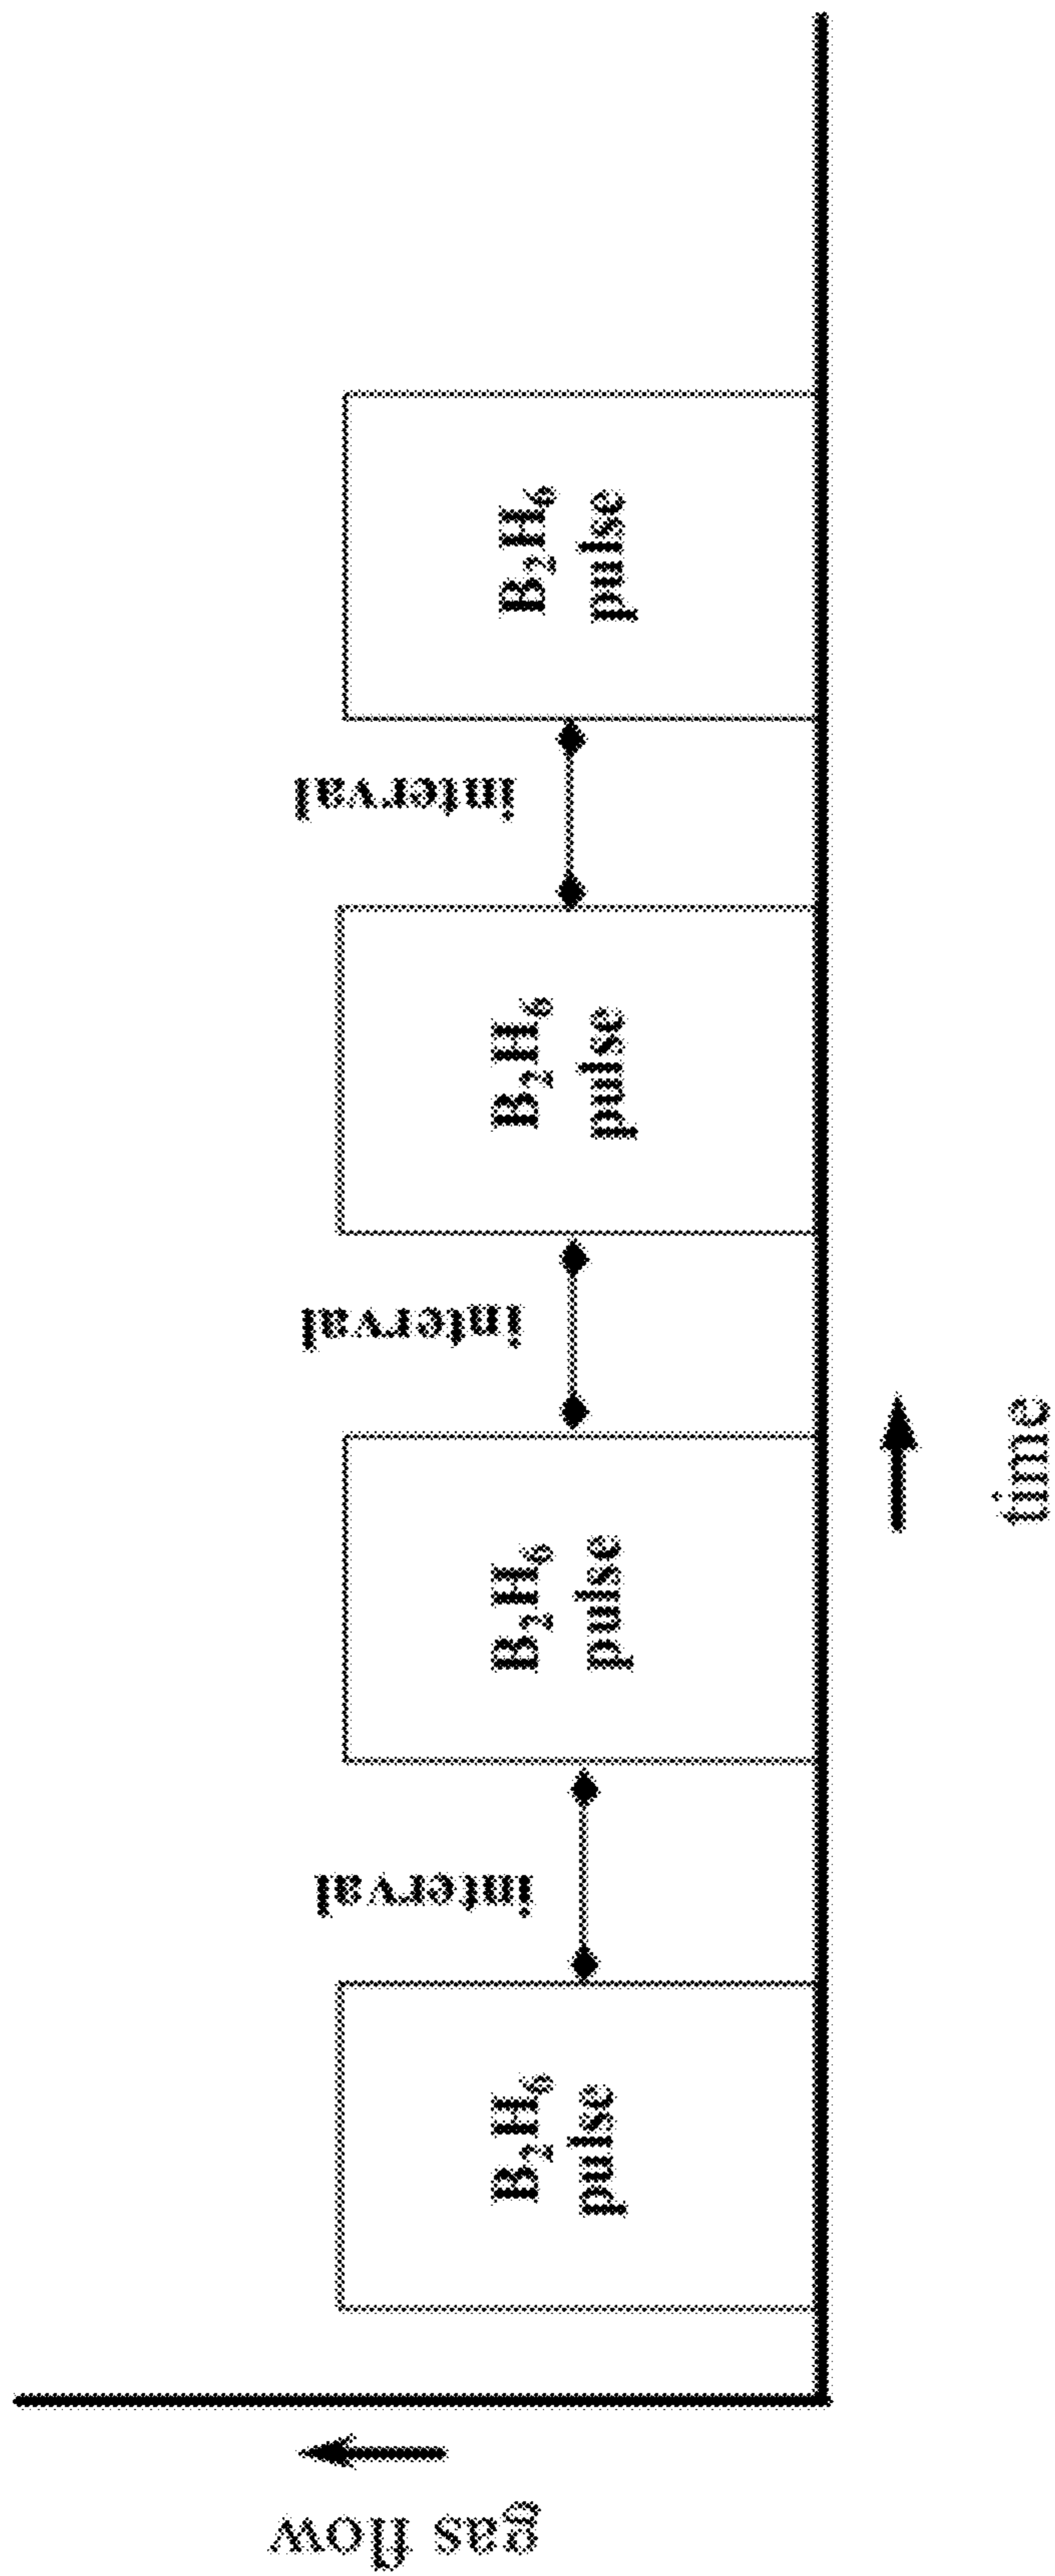 gas flow
B₂H₆
pulse
interval
B₂H₆
pulse
interval
B₂H₆
pulse
interval
B₂H₆
pulse
time